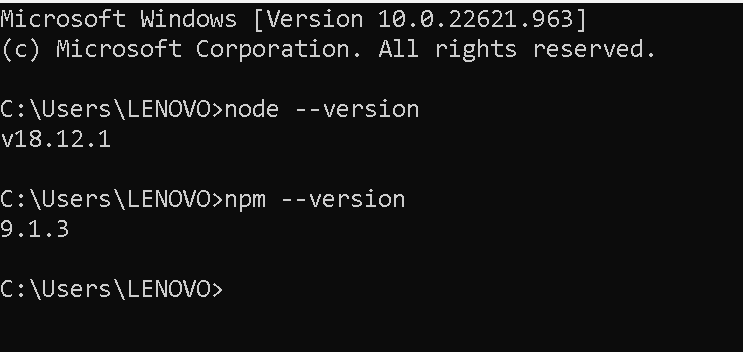 Microsoft Windows [Version 10.0.22621.963]
(c) Microsoft Corporation. All rights reserved.
C:\Users\LENOVO>node --version
v18.12.1
C:\Users\LENOVO>npm --version
9.1.3
C:\Users\LENOVO>